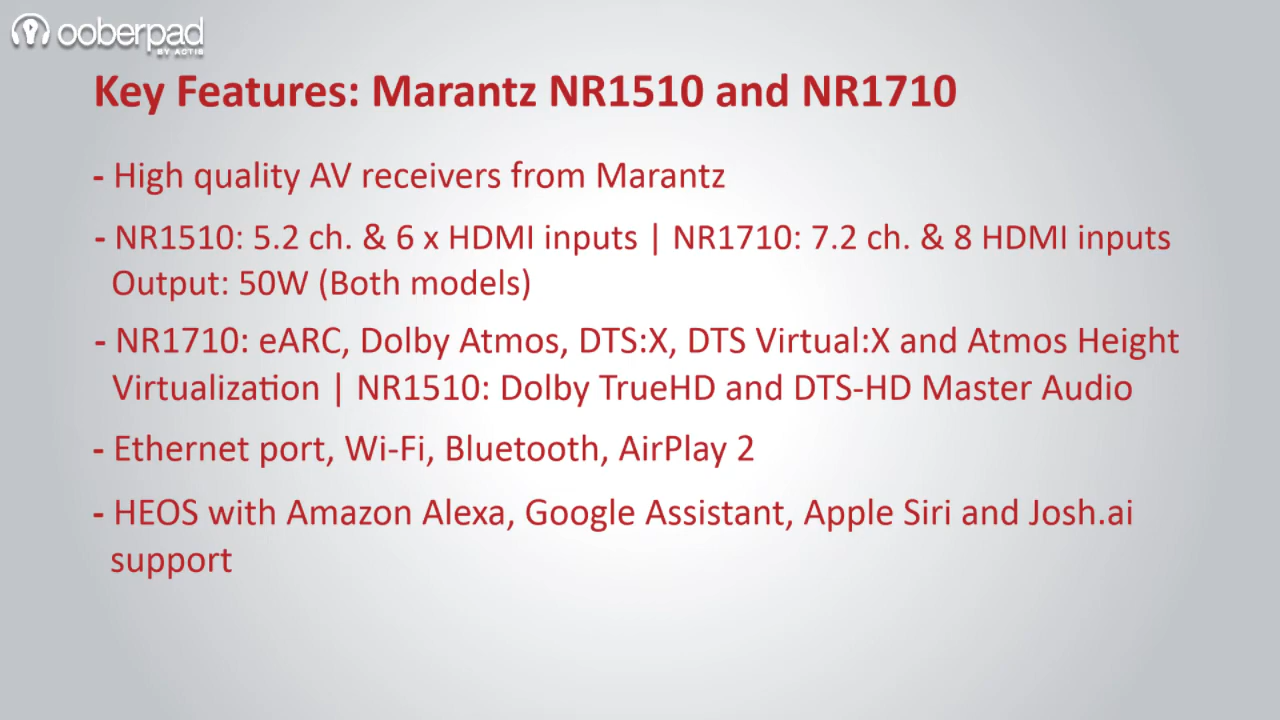 ooberpad
BY ACTIS
Key Features: Marantz NR1510 and NR1710
- High quality AV receivers from Marantz
- NR1510: 5.2 ch. & 6 x HDMI inputs | NR1710: 7.2 ch. & 8 HDMI inputs
Output: 50W (Both models)
- NR1710: eARC, Dolby Atmos, DTS:X, DTS Virtual:X and Atmos Height
Virtualization | NR1510: Dolby TrueHD and DTS-HD Master Audio
- Ethernet port, Wi-Fi, Bluetooth, AirPlay 2
- HEOS with Amazon Alexa, Google Assistant, Apple Siri and Josh.ai
support